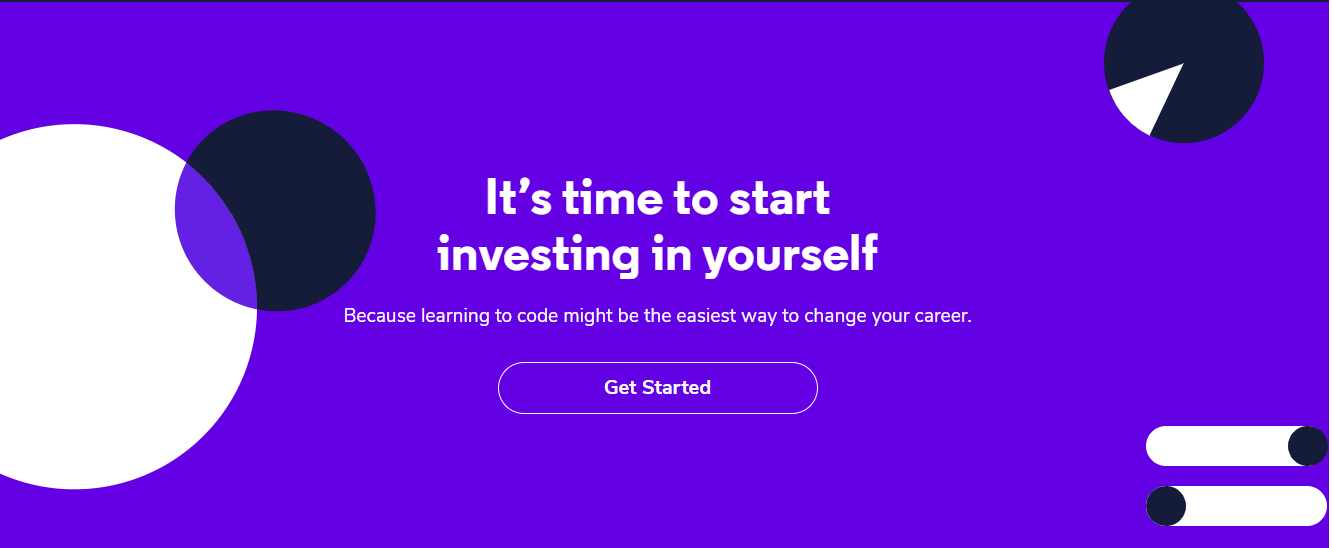 It’s time to start
investing in yourself
Because learning to code might be the easiest way to change your career.
Get Started